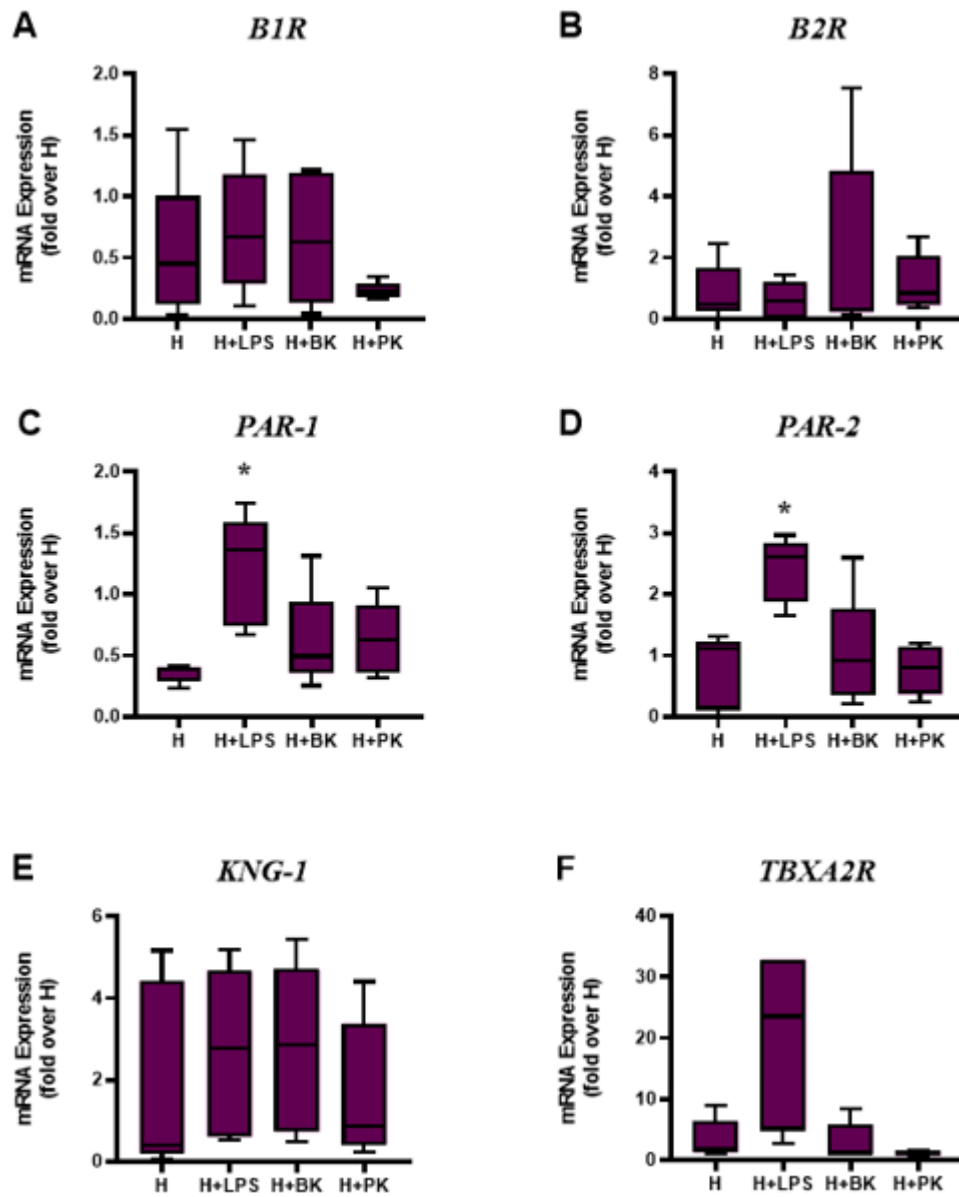 A
B1R
mRNA Expression
(fold over H)
2.0
1.5
1.0
0.5
0.0
H H+LPS H+BK H+PK
B
B2R
mRNA Expression
(fold over H)
8
6
4
2
0
H H+LPS H+BK H+PK
C
PAR-1
mRNA Expression
(fold over H)
2.0
1.5
1.0
0.5
0.0
*
H H+LPS H+BK H+PK
D
PAR-2
mRNA Expression
(fold over H)
4
3
2
1
0
*
H H+LPS H+BK H+PK
E
KNG-1
mRNA Expression
(fold over H)
6
4
2
0
H H+LPS H+BK H+PK
F
TBXA2R
mRNA Expression
(fold over H)
40
30
20
10
0
H H+LPS H+BK H+PK